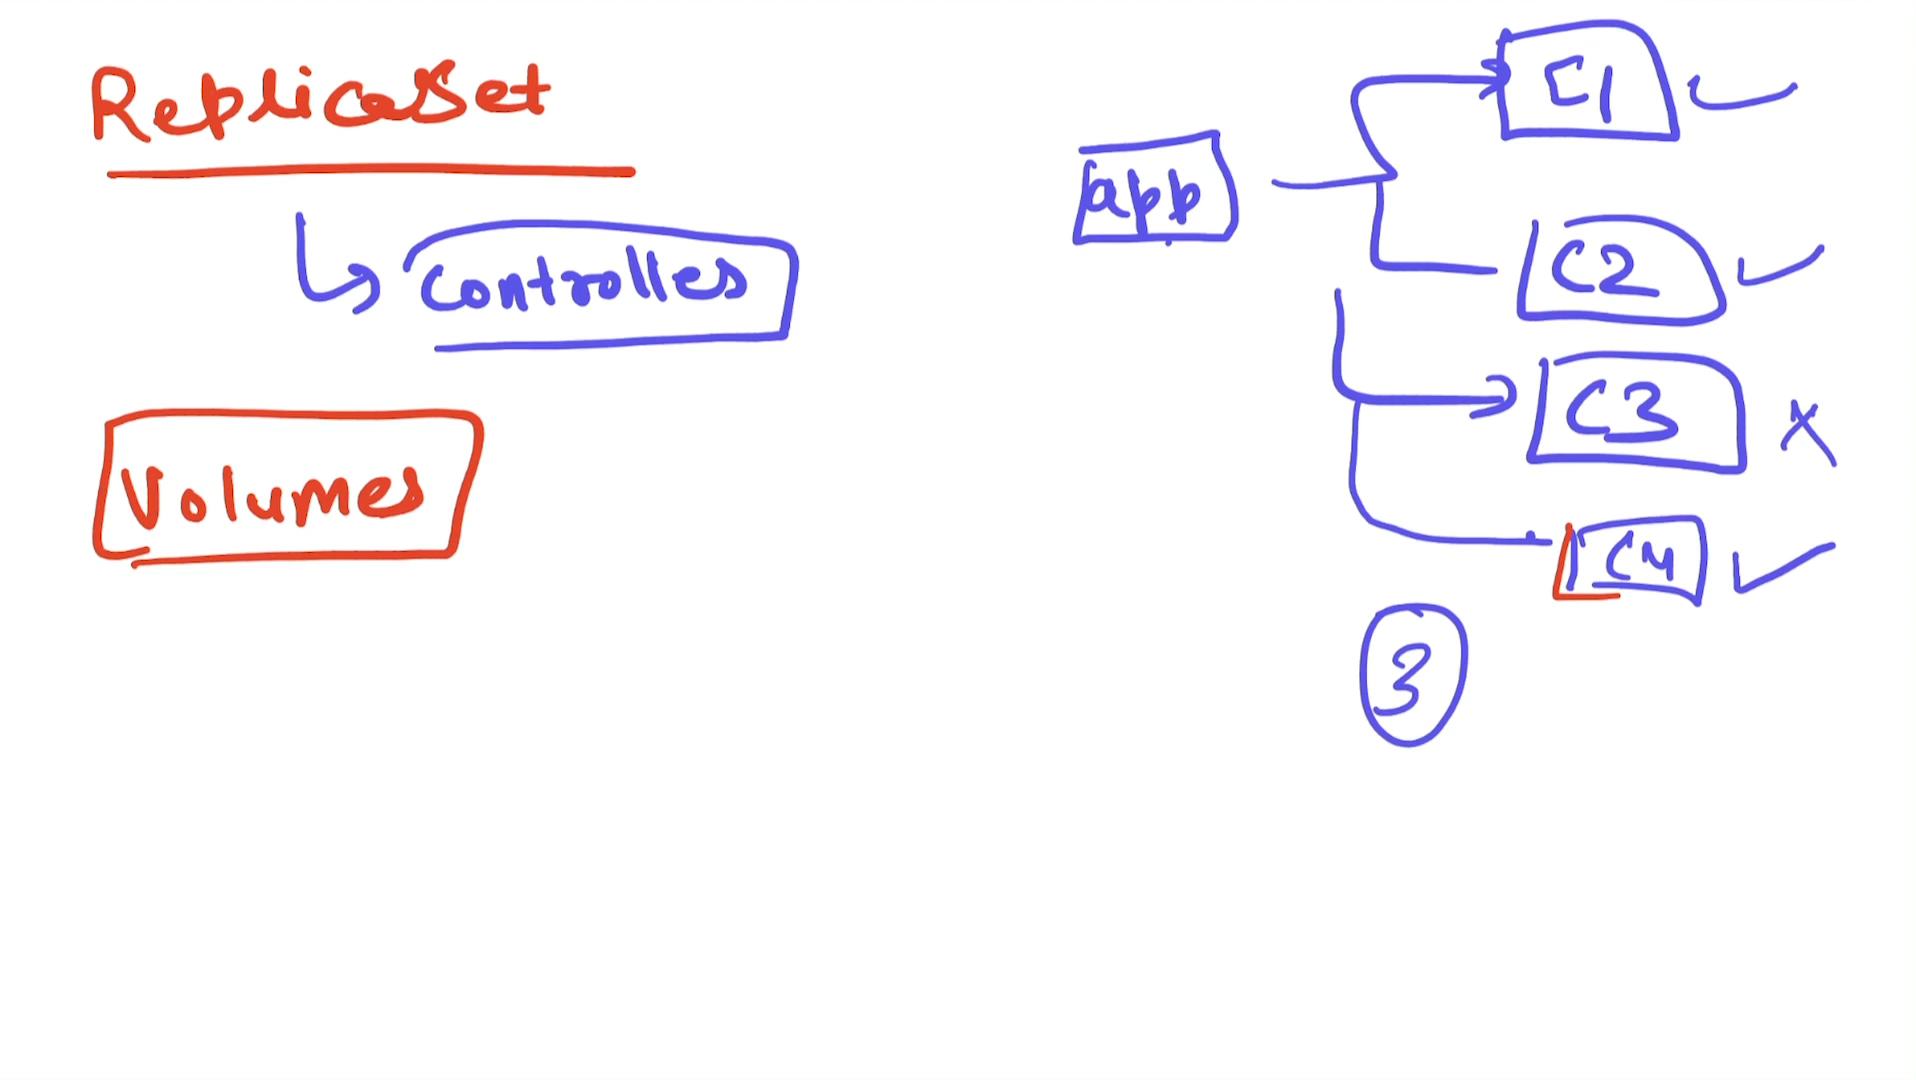 ReplicaSet
Controller
Volumes
app
C1
C2
C3
C4
3